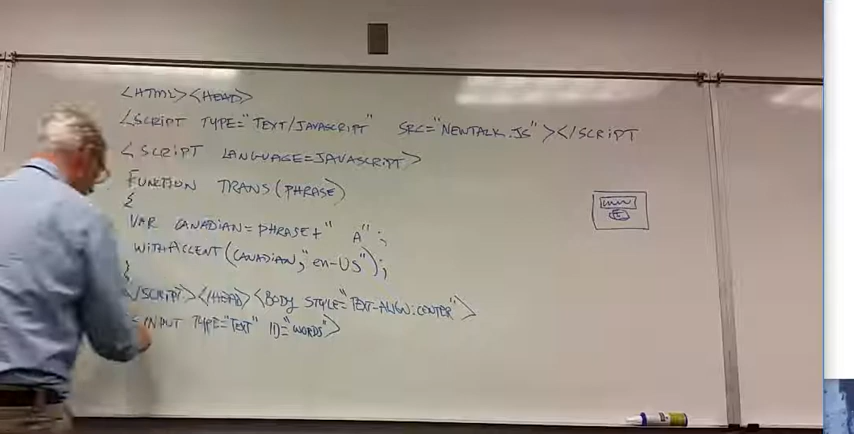 <HTML><HEAD>
<SCRIPT TYPE="TEXT/JAVASCRIPT" SRC="NEWTALK.JS"></SCRIPT
<SCRIPT LANGUAGE=JAVASCRIPT>
FUNCTION TRANS(PHRASE)
{
VAR CANADIAN=PHRASE+" A";
WITHACCENT(CANADIAN,"en-US");
}
</SCRIPT></HEAD><BODY STYLE="TEXT-ALIGN:CENTER">
<INPUT TYPE="TEXT" ID="WORDS">